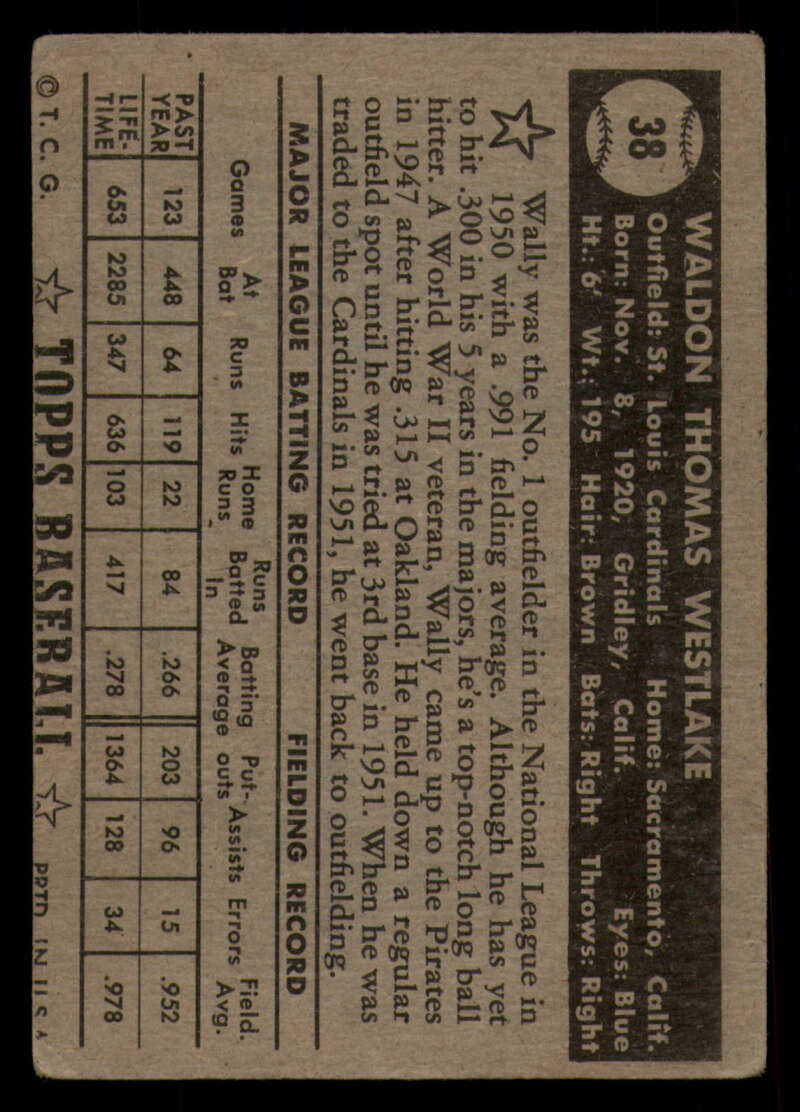 38
WALDON THOMAS WESTLAKE
Outfield: St. Louis Cardinals Home: Sacramento, Calif.
Born: Nov. 8, 1920, Gridley, Calif. Eyes: Blue
Ht.: 6' Wt.: 195 Hair: Brown Bats: Right Throws: Right
Wally was the No. 1 outfielder in the National League in
1950 with a .991 fielding average. Although he has yet
to hit .300 in his 5 years in the majors, he's a top-notch long ball
hitter. A World War II veteran, Wally came up to the Pirates
in 1947 after hitting .315 at Oakland. He held down a regular
outfield spot until he was tried at 3rd base in 1951. When he was
traded to the Cardinals in 1951, he went back to outfielding.
MAJOR LEAGUE BATTING RECORD FIELDING RECORD
Games At Bat Runs Hits Home Runs Runs Batted In Batting Average Put-outs Assists Errors Field. Avg.
PAST YEAR 123 448 64 119 22 84 .266 203 96 15 .952
LIFE-TIME 653 2285 347 636 103 417 .278 1364 128 34 .978
© T. C. G. TOPPS BASEBALL PRTD IN U S A